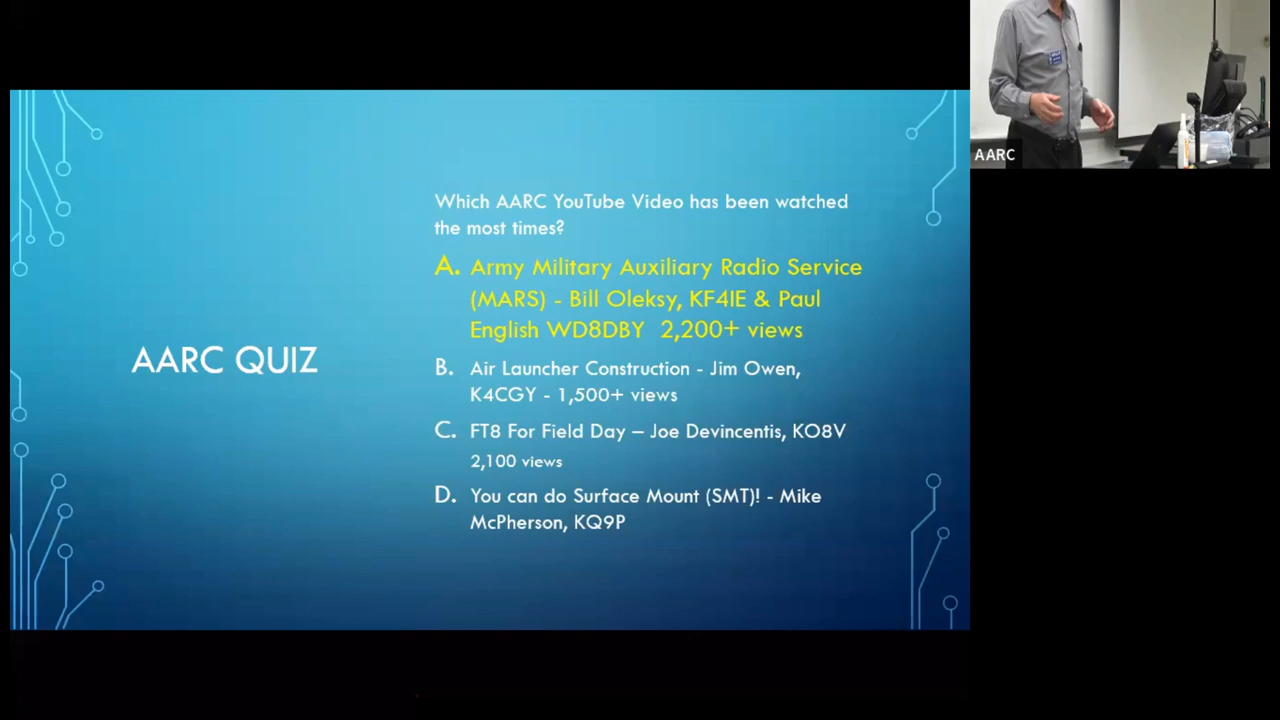 AARC
Which AARC YouTube Video has been watched
the most times?
A. Army Military Auxiliary Radio Service
(MARS) - Bill Oleksy, KF4IE & Paul
English WD8DBY 2,200+ views
AARC QUIZ
B. Air Launcher Construction - Jim Owen,
K4CGY - 1,500+ views
C. FT8 For Field Day – Joe Devincentis, KO8V
2,100 views
D. You can do Surface Mount (SMT)! - Mike
McPherson, KQ9P